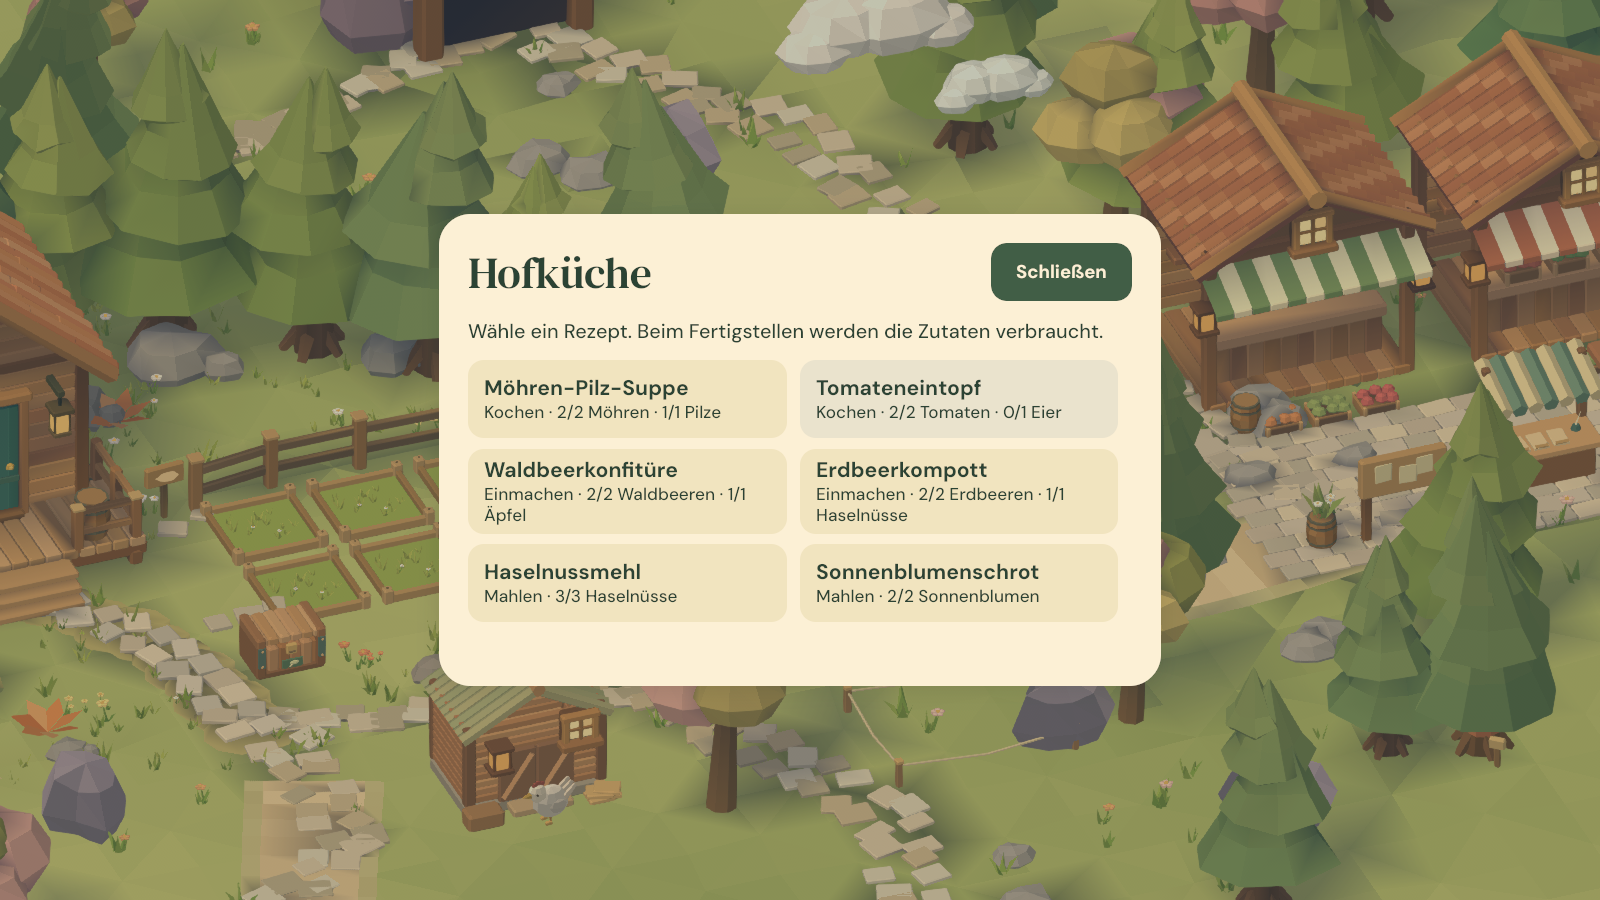 Hofküche
Schließen
Wähle ein Rezept. Beim Fertigstellen werden die Zutaten verbraucht.
Möhren-Pilz-Suppe
Kochen · 2/2 Möhren · 1/1 Pilze
Tomateneintopf
Kochen · 2/2 Tomaten · 0/1 Eier
Waldbeerkonfitüre
Einmachen · 2/2 Waldbeeren · 1/1
Äpfel
Erdbeerkompott
Einmachen · 2/2 Erdbeeren · 1/1
Haselnüsse
Haselnussmehl
Mahlen · 3/3 Haselnüsse
Sonnenblumenschrot
Mahlen · 2/2 Sonnenblumen